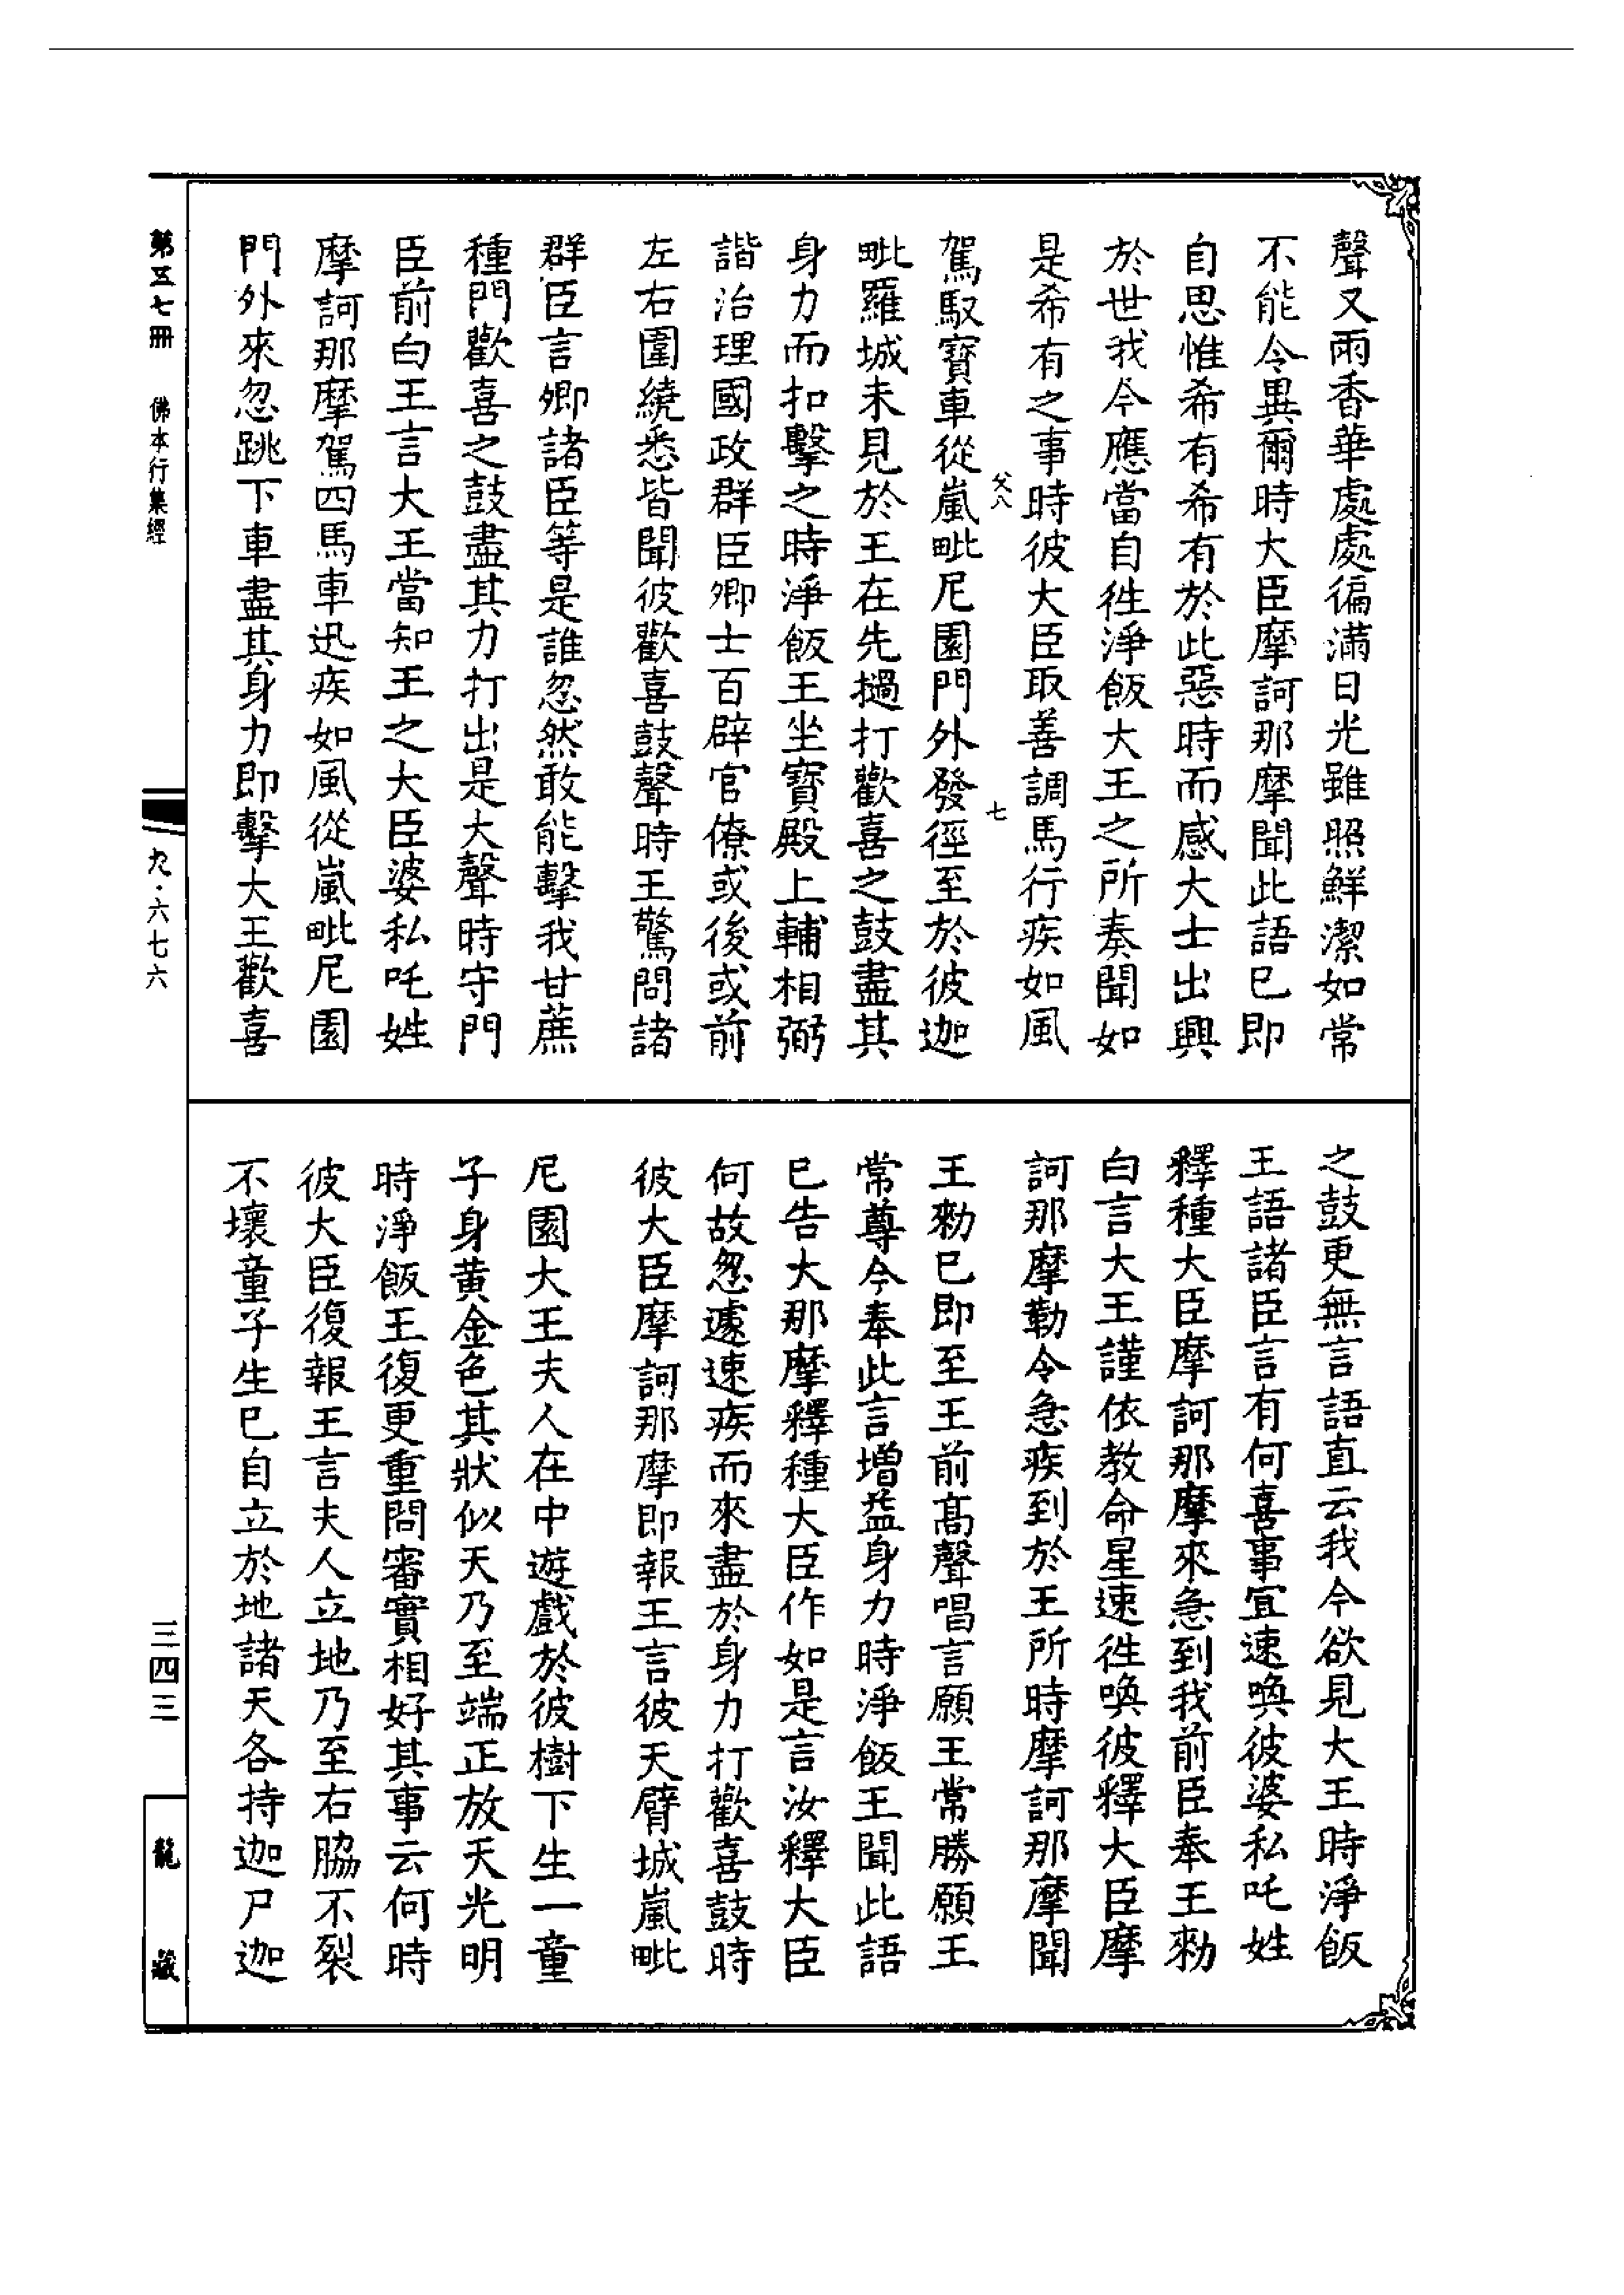 聲又雨香華處處徧滿日光雖照鮮潔如常
不能令異爾時大臣摩訶那摩聞此語已即
自思惟希有希有於此惡時而感大士出興
於世我今應當自徃淨飯大王之所奏聞如
是希有之事時彼大臣取善調馬行疾如風
父八 七
駕馭寶車從嵐毗尼園門外發徑至於彼迦
毗羅城未見於王在先撾打歡喜之鼓盡其
身力而扣擊之時淨飯王坐寶殿上輔相弼
諧治理國政群臣卿士百辟官僚或後或前
左右圍繞悉皆聞彼歡喜鼓聲時王驚問諸
群臣言卿諸臣等是誰忽然敢能擊我甘蔗
種門歡喜之鼓盡其力打出是大聲時守門
臣前白王言大王當知王之大臣婆私吒姓
摩訶那摩駕四馬車迅疾如風從嵐毗尼園
門外來忽跳下車盡其身力即擊大王歡喜
之鼓更無言語直云我今欲見大王時淨飯
王語諸臣言有何喜事宜速喚彼婆私吒姓
釋種大臣摩訶那摩來急到我前臣奉王勑
白言大王謹依教命星速徃喚彼釋大臣摩
訶那摩勒令急疾到於王所時摩訶那摩聞
王勑已即至王前高聲唱言願王常勝願王
常尊今奉此言增益身力時淨飯王聞此語
已告大那摩釋種大臣作如是言汝釋大臣
何故忽遽速疾而來盡於身力打歡喜鼓時
彼大臣摩訶那摩即報王言彼天臂城嵐毗
尼園大王夫人在中遊戲於彼樹下生一童
子身黃金色其狀似天乃至端正放天光明
時淨飯王復更重問審實相好其事云何時
彼大臣復報王言夫人立地乃至右脇不裂
不壞童子生已自立於地諸天各持迦尸迦
第五七冊 佛本行集經
九·六七六
三四三
龍藏